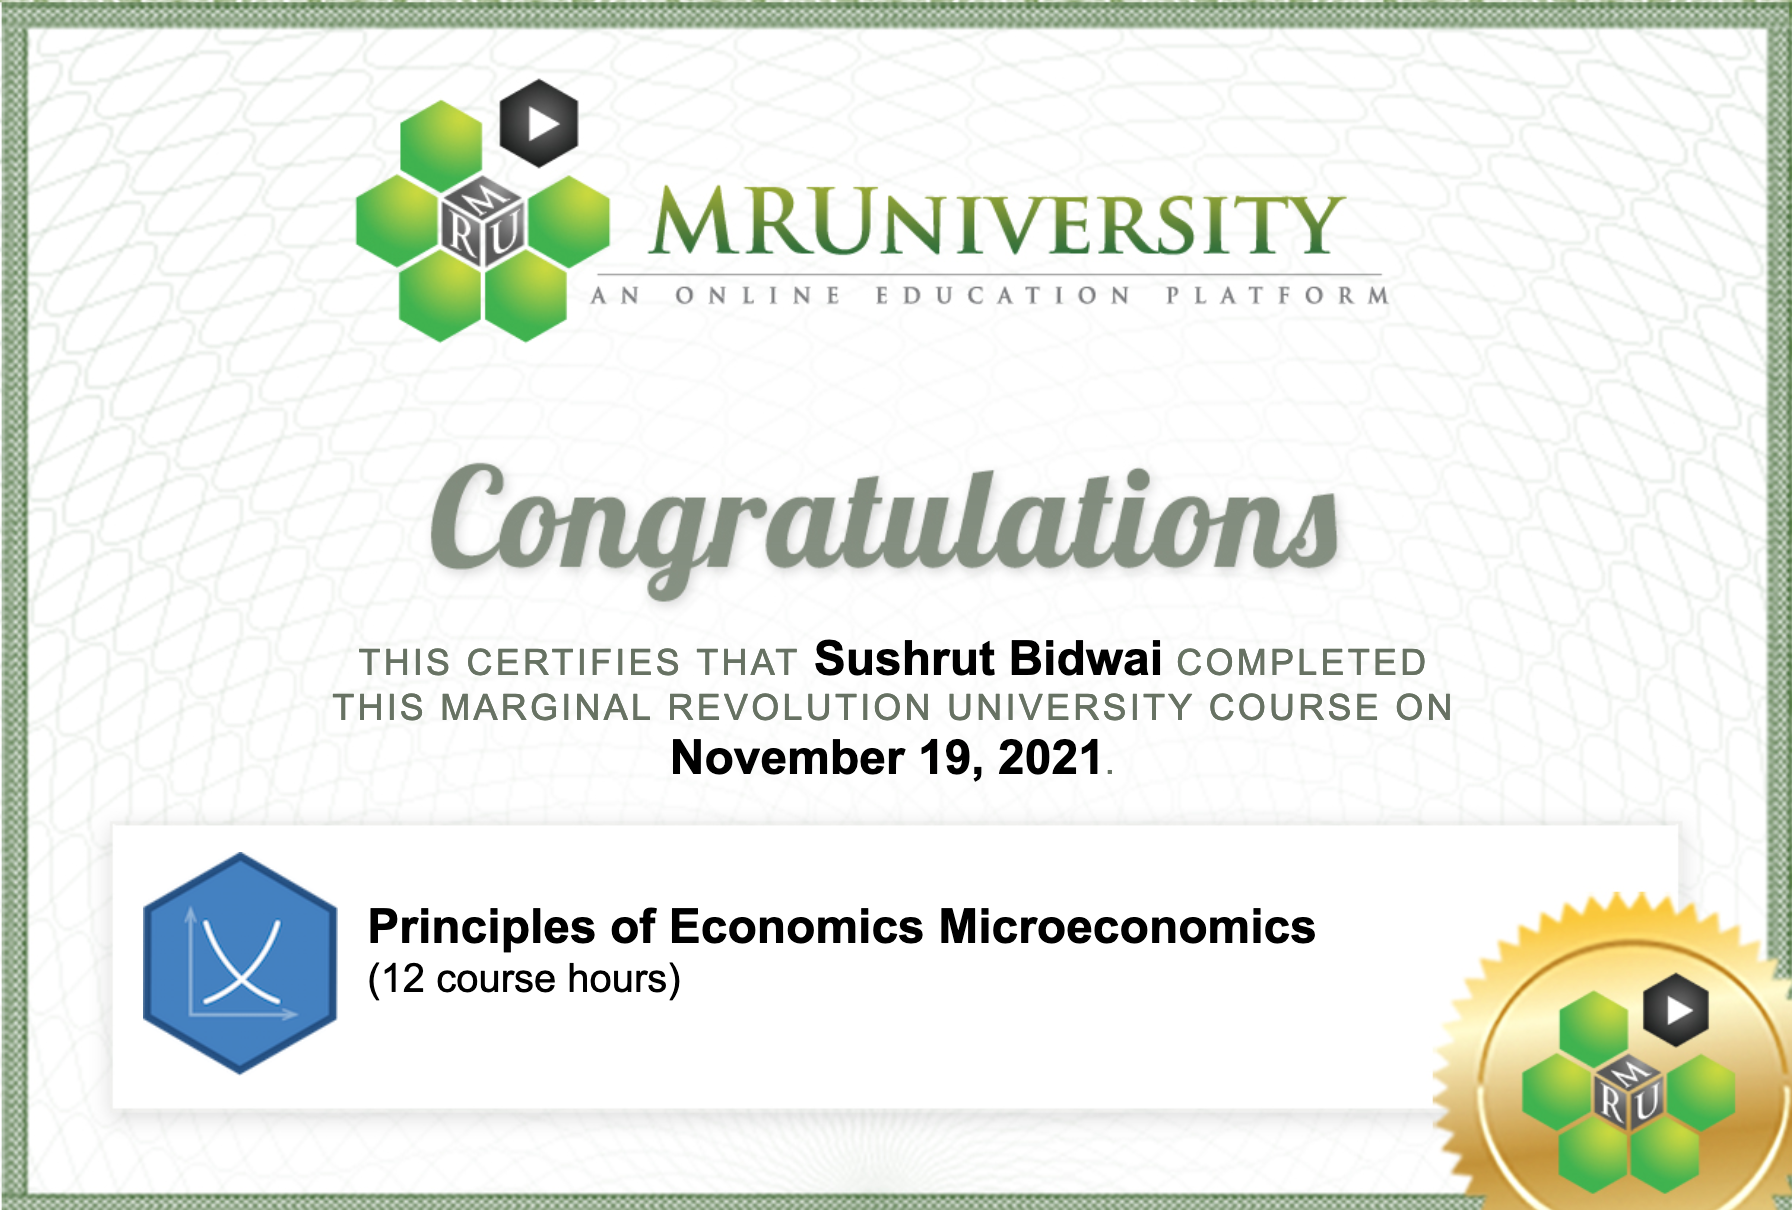 MRU
MRUNIVERSITY
AN ONLINE EDUCATION PLATFORM
Congratulations
THIS CERTIFIES THAT Sushrut Bidwai COMPLETED
THIS MARGINAL REVOLUTION UNIVERSITY COURSE ON
November 19, 2021.
Principles of Economics Microeconomics
(12 course hours)
MRU